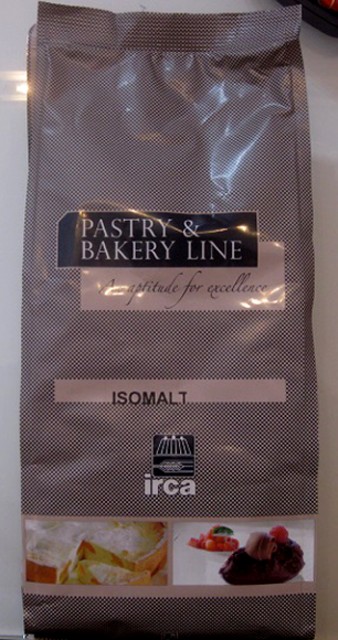 PASTRY &
BAKERY LINE
An aptitude for excellence
ISOMALT
irca